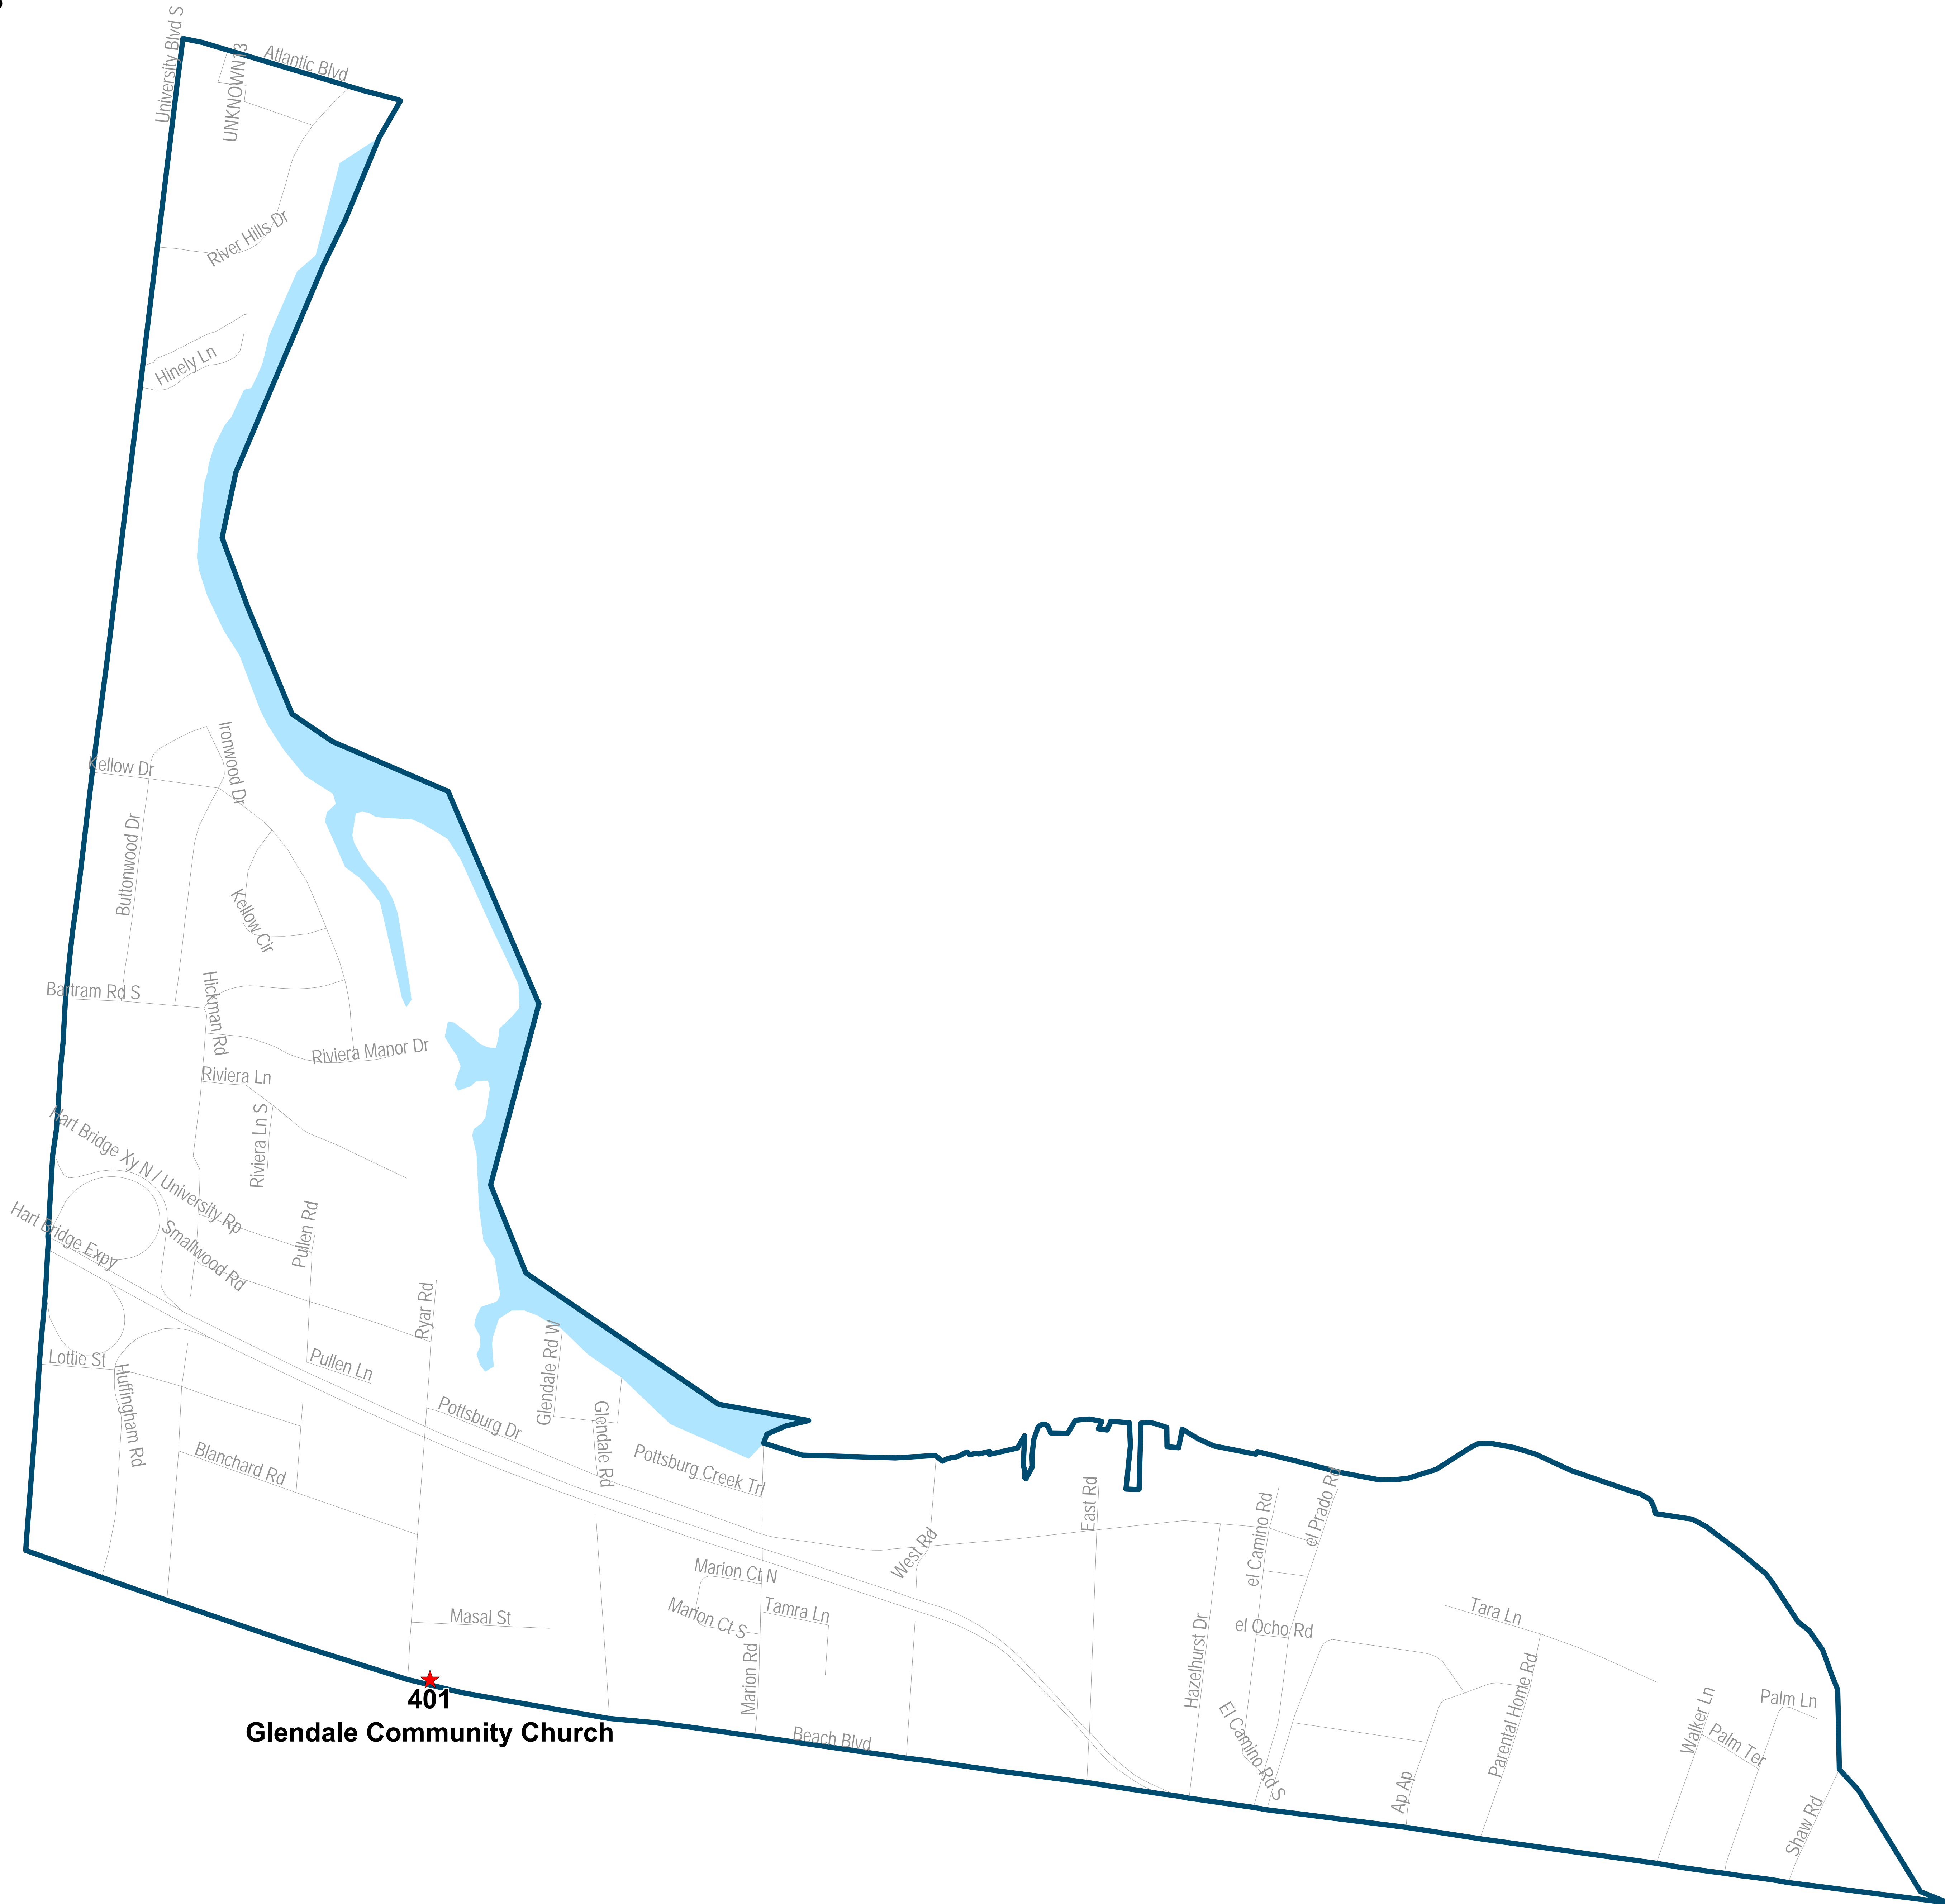 University Blvd S
UNKNOWN73
Atlantic Blvd
River Hills Dr
Hinely Ln
Ironwood Dr
Kellow Dr
Buttonwood Dr
Kellow Cir
Bartram Rd S
Hickman Rd
Riviera Manor Dr
Riviera Ln
Riviera Ln S
Hart Bridge Xy N / University Rp
Hart Bridge Expy
Smallwood Rd
Pullen Rd
Ryar Rd
Lottie St
Huffingham Rd
Pullen Ln
Glendale Rd W
Pottsburg Dr
Glendale Rd
Blanchard Rd
Pottsburg Creek Trl
East Rd
el Camino Rd
el Prado Rd
West Rd
Marion Ct N
Masal St
Marion Ct S
Tamra Ln
Marion Rd
Hazelhurst Dr
el Ocho Rd
Tara Ln
Parental Home Rd
Walker Ln
Palm Ln
Palm Ter
El Camino Rd S
Ap Ap
Shaw Rd
Beach Blvd
401
Glendale Community Church